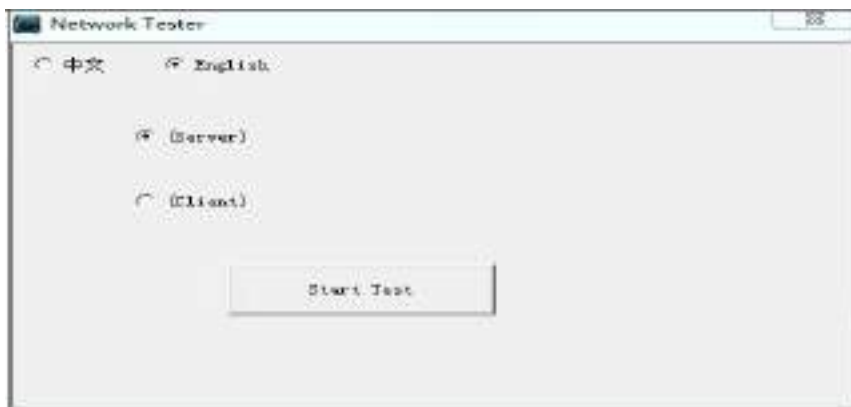 Network Tester
中文 English
(Server)
(Client)
Start Test